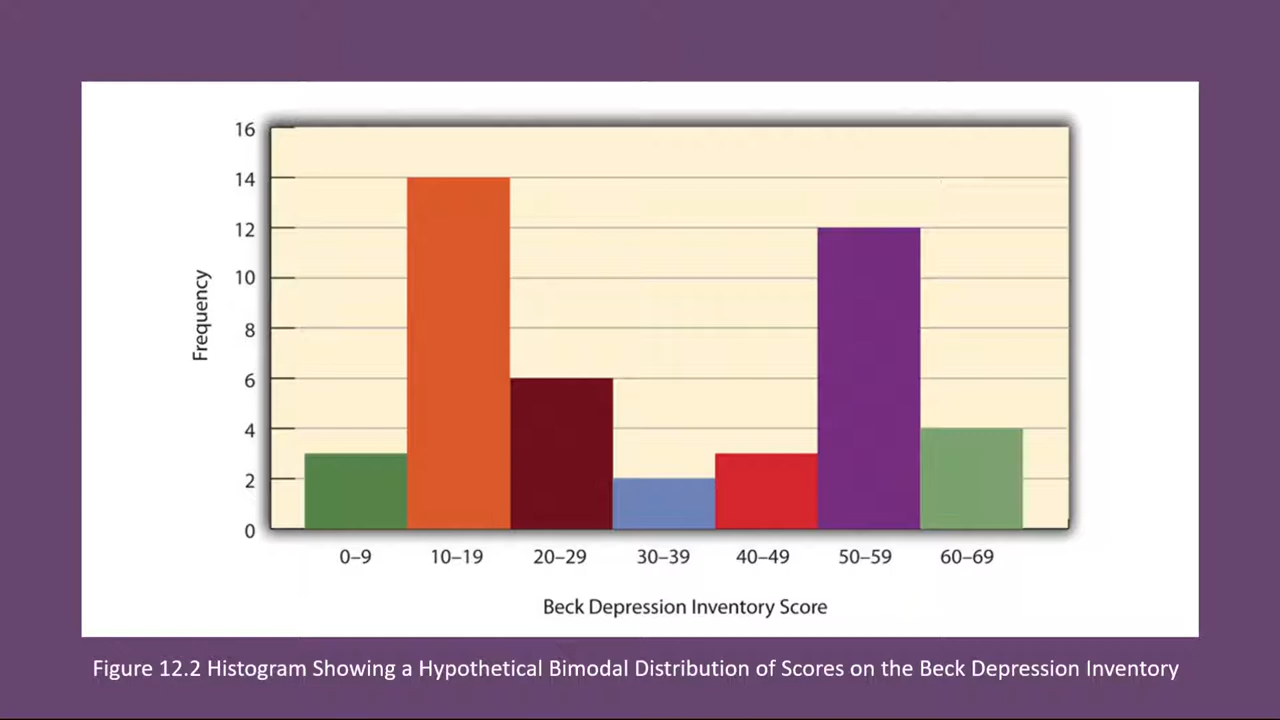 16
14
12
10
8
6
4
2
0
Frequency
0–9 10–19 20–29 30–39 40–49 50–59 60–69
Beck Depression Inventory Score
Figure 12.2 Histogram Showing a Hypothetical Bimodal Distribution of Scores on the Beck Depression Inventory